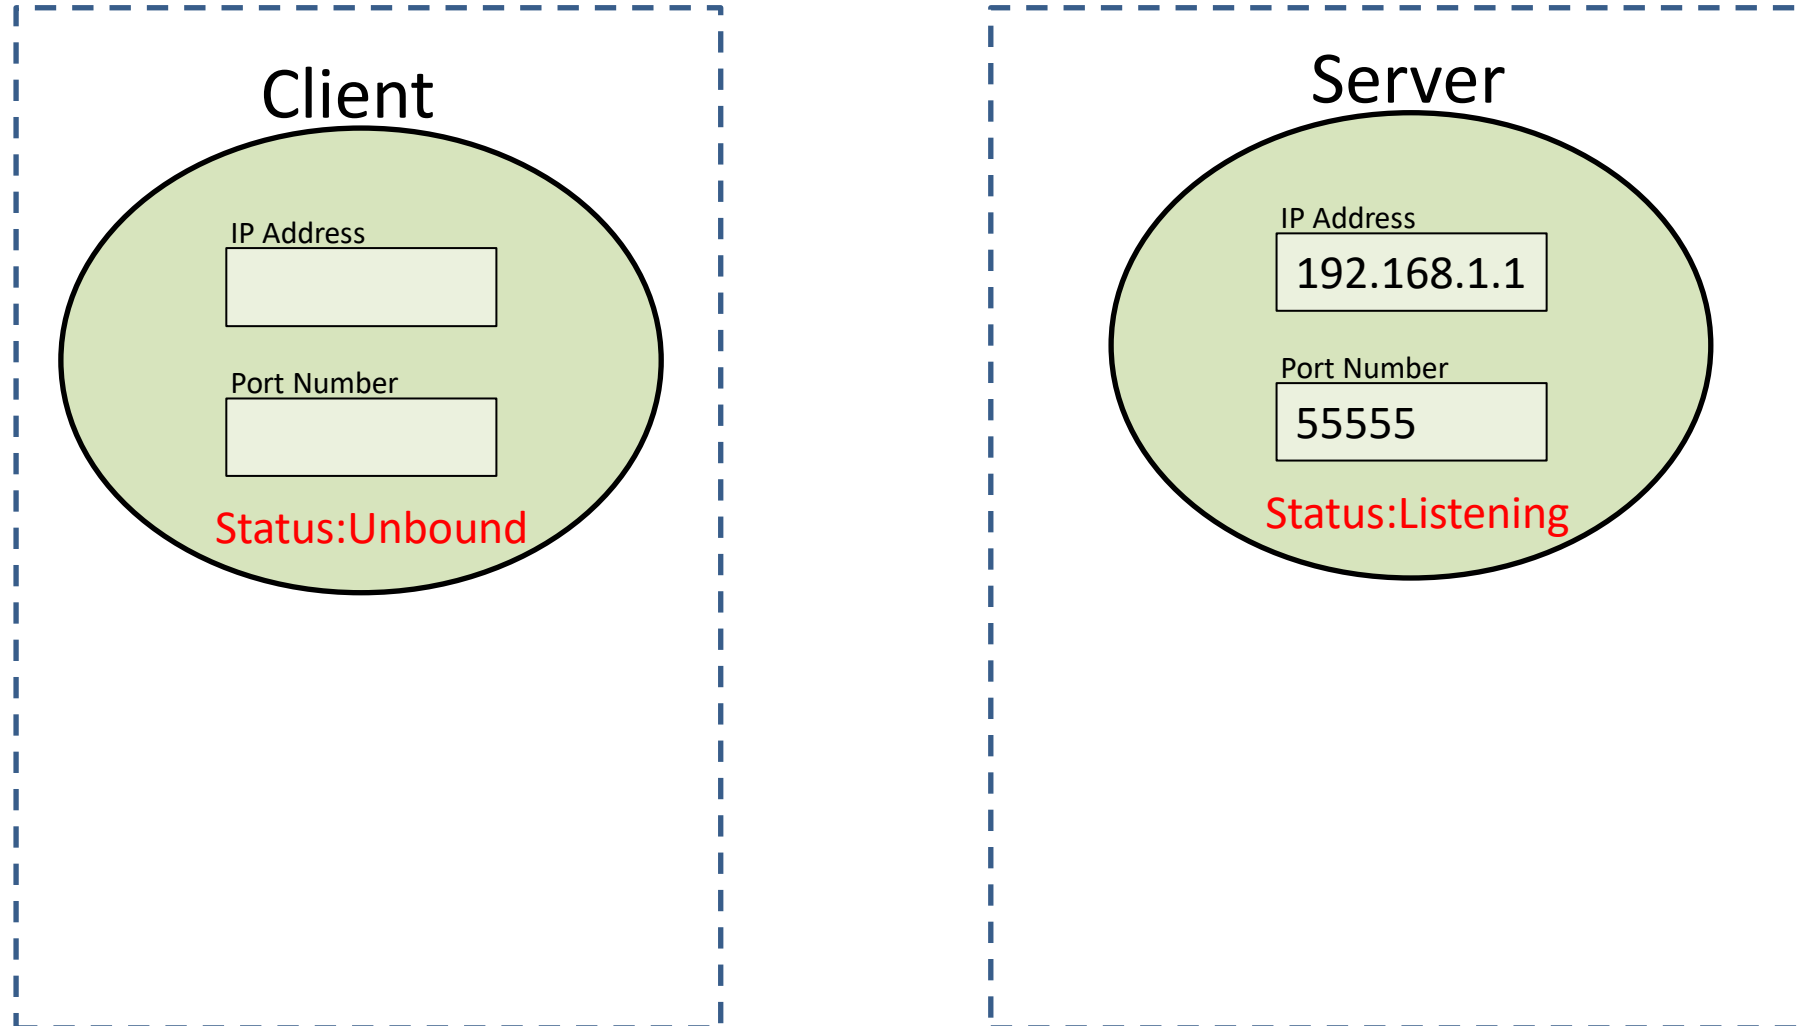 Client
IP Address
Port Number
Status:Unbound
Server
IP Address
192.168.1.1
Port Number
55555
Status:Listening